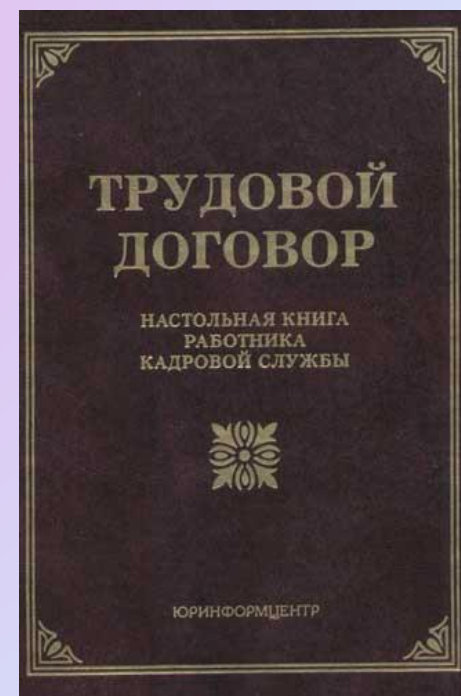 ТРУДОВОЙ
ДОГОВОР
НАСТОЛЬНАЯ КНИГА
РАБОТНИКА
КАДРОВОЙ СЛУЖБЫ
ЮРИНФОРМЦЕНТР